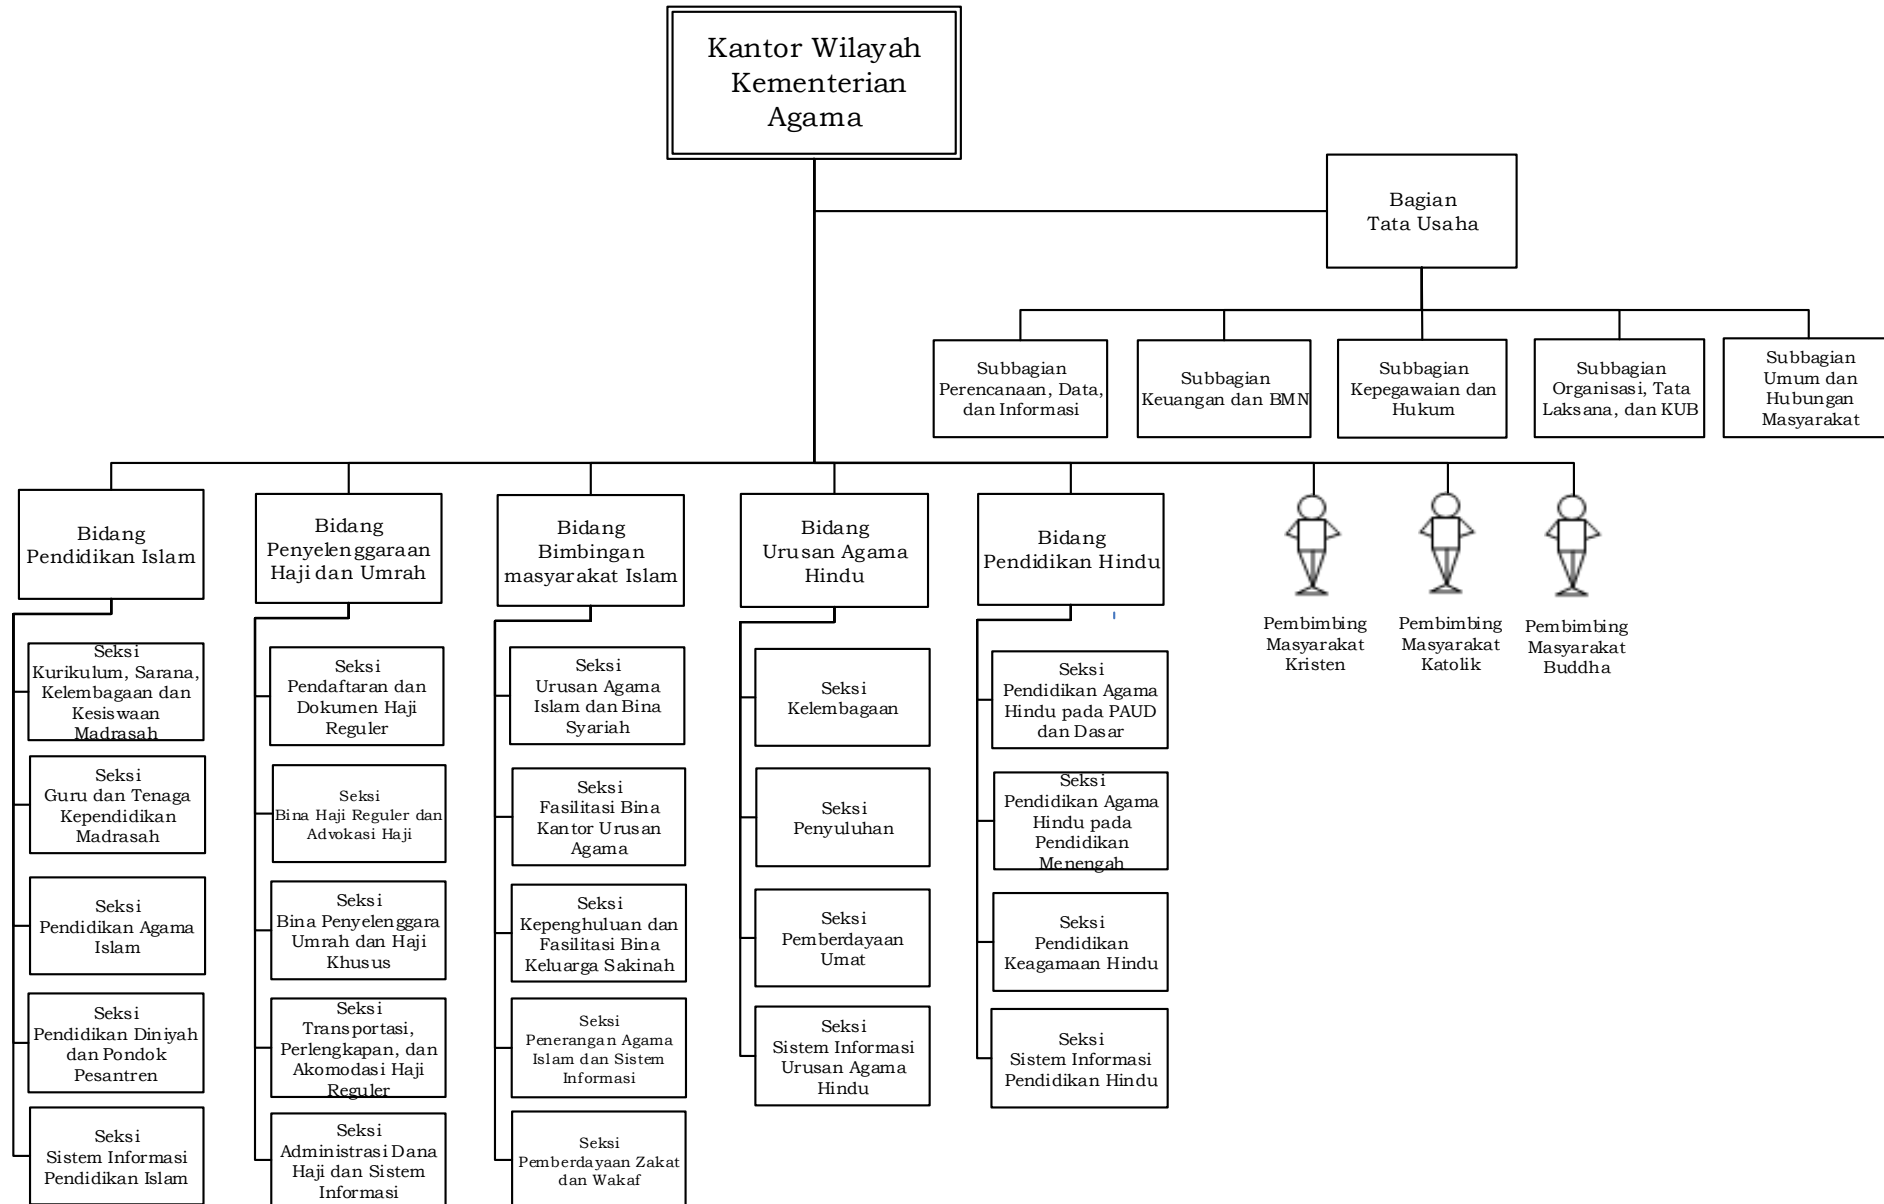 Kantor Wilayah
Kementerian
Agama
Bagian
Tata Usaha
Subbagian
Perencanaan, Data,
dan Informasi
Subbagian
Keuangan dan BMN
Subbagian
Kepegawaian dan
Hukum
Subbagian
Organisasi, Tata
Laksana, dan KUB
Subbagian
Umum dan
Hubungan
Masyarakat
Bidang
Pendidikan Islam
Bidang
Penyelenggaraan
Haji dan Umrah
Bidang
Bimbingan
masyarakat Islam
Bidang
Urusan Agama
Hindu
Bidang
Pendidikan Hindu
Pembimbing
Masyarakat
Kristen
Pembimbing
Masyarakat
Katolik
Pembimbing
Masyarakat
Buddha
Seksi
Kurikulum, Sarana,
Kelembagaan dan
Kesiswaan
Madrasah
Seksi
Guru dan Tenaga
Kependidikan
Madrasah
Seksi
Pendidikan Agama
Islam
Seksi
Pendidikan Diniyah
dan Pondok
Pesantren
Seksi
Sistem Informasi
Pendidikan Islam
Seksi
Pendaftaran dan
Dokumen Haji
Reguler
Seksi
Bina Haji Reguler dan
Advokasi Haji
Seksi
Bina Penyelenggara
Umrah dan Haji
Khusus
Seksi
Transportasi,
Perlengkapan, dan
Akomodasi Haji
Reguler
Seksi
Administrasi Dana
Haji dan Sistem
Informasi
Seksi
Urusan Agama
Islam dan Bina
Syariah
Seksi
Fasilitasi Bina
Kantor Urusan
Agama
Seksi
Kepenghuluan dan
Fasilitasi Bina
Keluarga Sakinah
Seksi
Penerangan Agama
Islam dan Sistem
Informasi
Seksi
Pemberdayaan Zakat
dan Wakaf
Seksi
Kelembagaan
Seksi
Penyuluhan
Seksi
Pemberdayaan
Umat
Seksi
Sistem Informasi
Urusan Agama
Hindu
Seksi
Pendidikan Agama
Hindu pada PAUD
dan Dasar
Seksi
Pendidikan Agama
Hindu pada
Pendidikan
Menengah
Seksi
Pendidikan
Keagamaan Hindu
Seksi
Sistem Informasi
Pendidikan Hindu